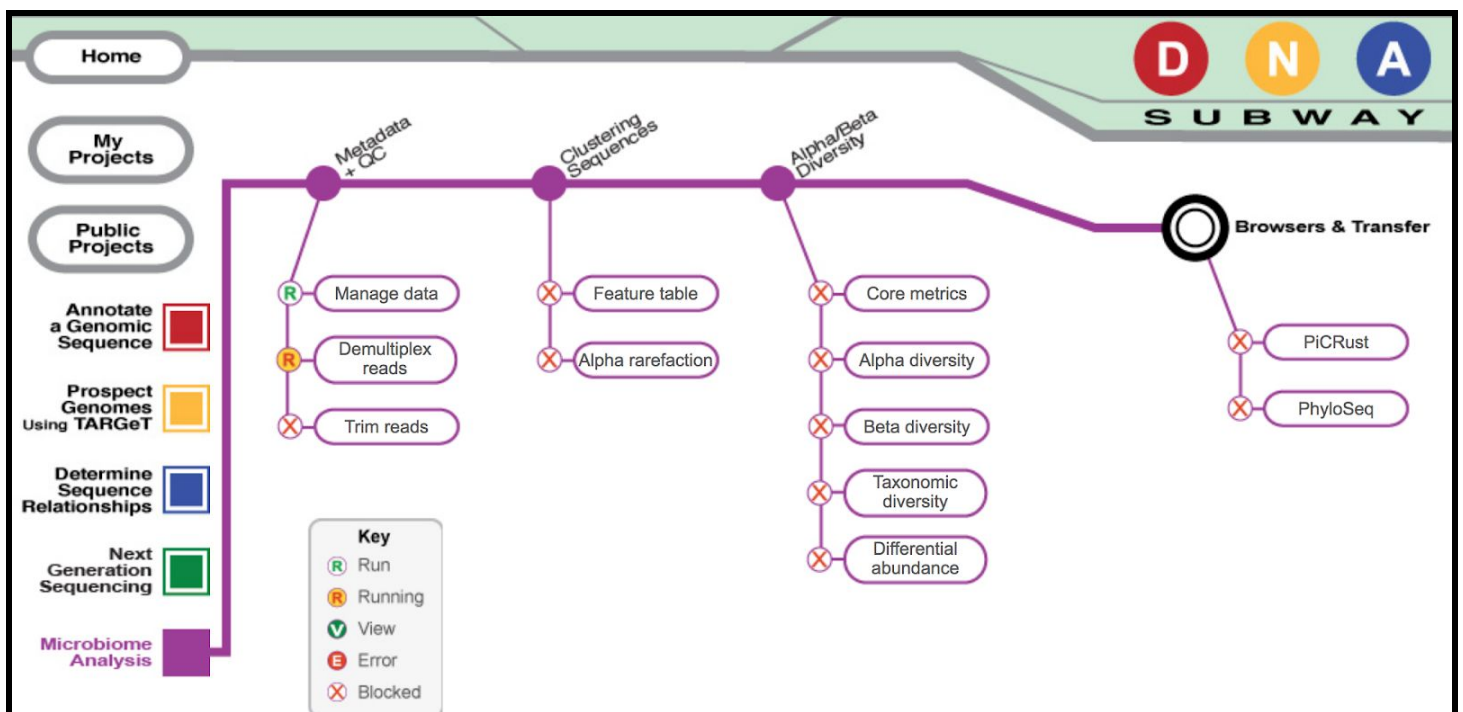 Home
D N A
SUBWAY
My
Projects
Public
Projects
Annotate
a Genomic
Sequence
Prospect
Genomes
Using TARGeT
Determine
Sequence
Relationships
Next
Generation
Sequencing
Microbiome
Analysis
Metadata
+ QC
R Manage data
R Demultiplex
reads
Trim reads
Clustering
Sequences
Feature table
Alpha rarefaction
Alpha/Beta
Diversity
Core metrics
Alpha diversity
Beta diversity
Taxonomic
diversity
Differential
abundance
Browsers & Transfer
PiCRust
PhyloSeq
Key
R Run
R Running
V View
E Error
Blocked